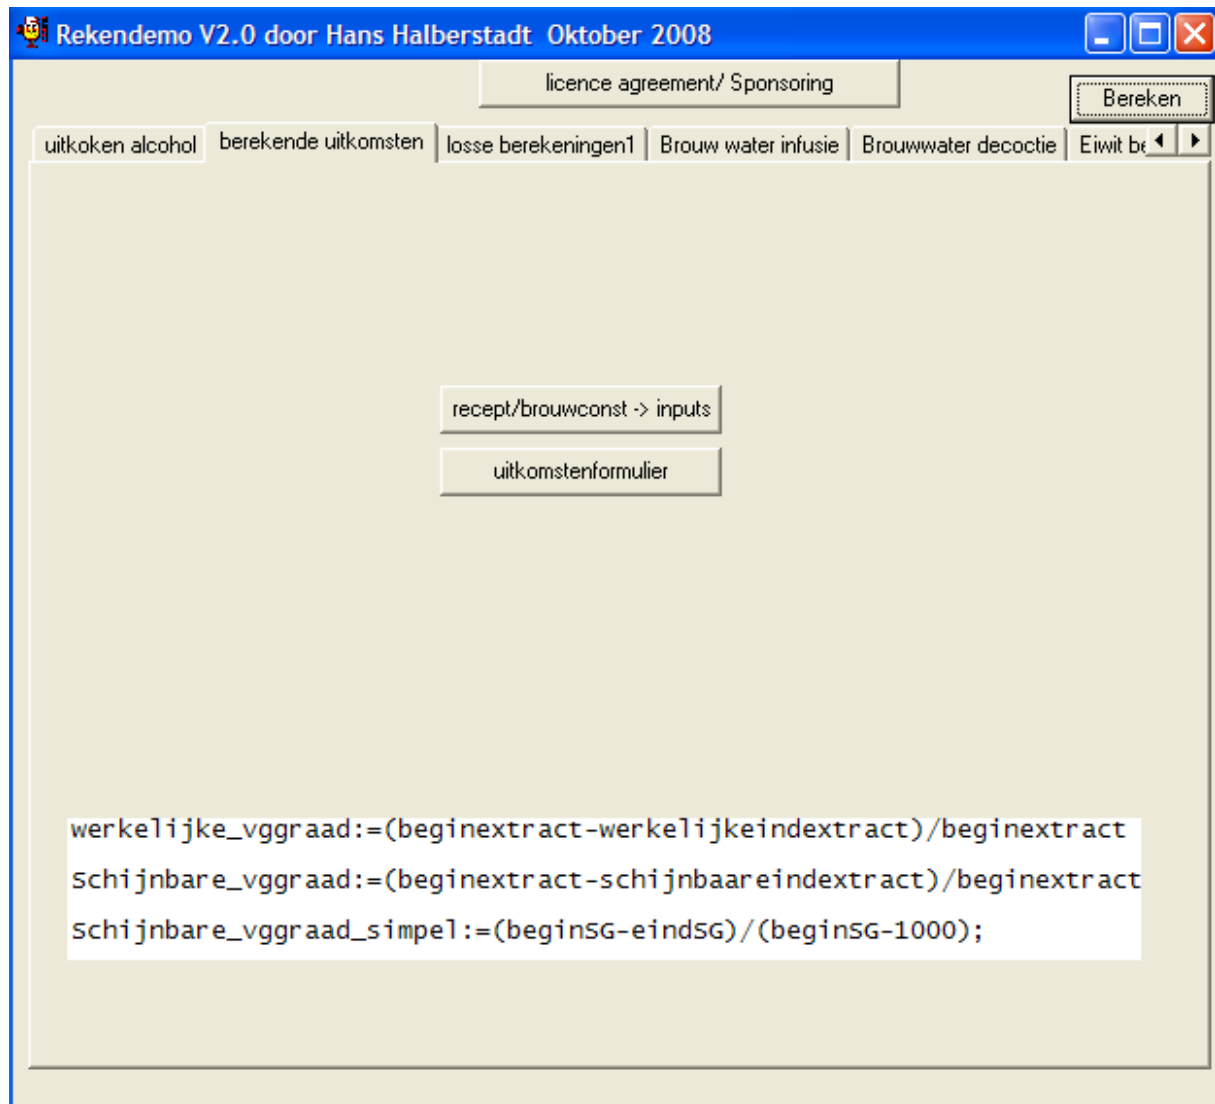 Rekendemo V2.0 door Hans Halberstadt Oktober 2008
licence agreement/ Sponsoring
Bereken
uitkoken alcohol berekende uitkomsten losse berekeningen1 Brouw water infusie Brouwwater decoctie Eiwit be
recept/brouwconst -> inputs
uitkomstenformulier
werkelijke_vggraad:=(beginextract-werkelijkeindextract)/beginextract
Schijnbare_vggraad:=(beginextract-schijnbaareindextract)/beginextract
Schijnbare_vggraad_simpel:=(beginSG-eindSG)/(beginSG-1000);